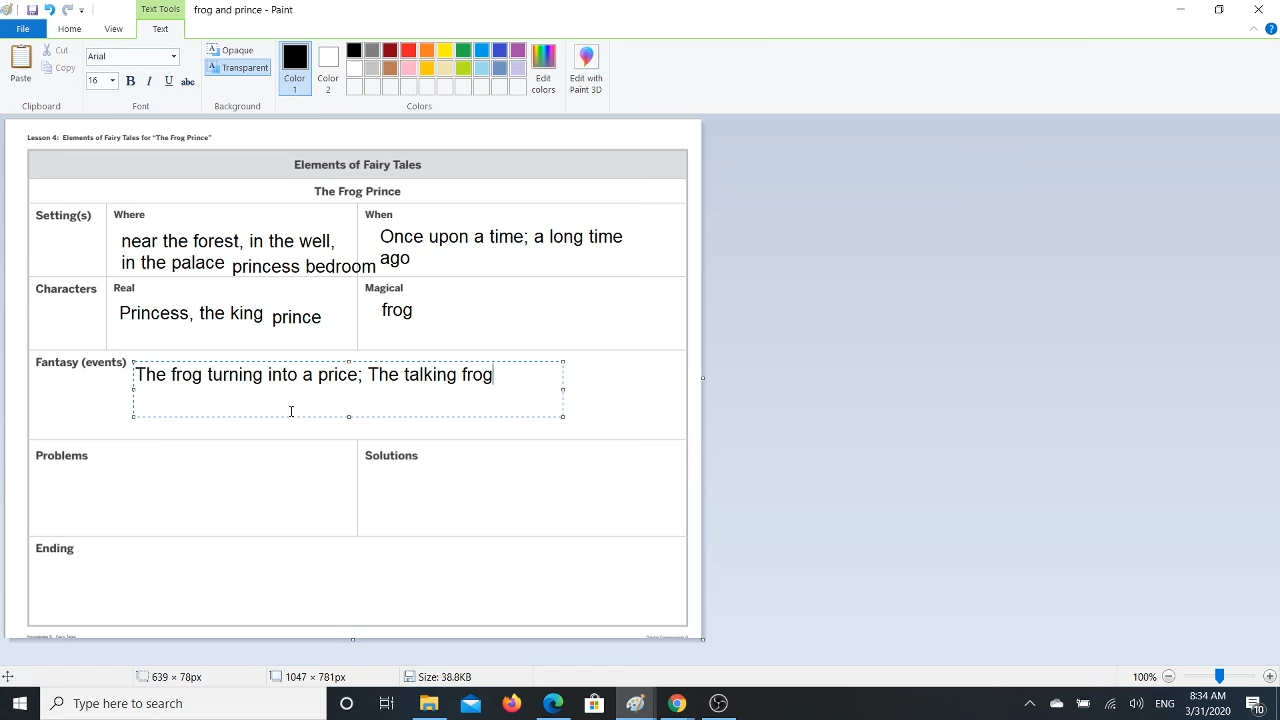 Text Tools
frog and prince - Paint
File
Home
View
Text
Paste
Cut
Copy
Clipboard
Arial
16
B I U abc
Font
Opaque
Transparent
Background
Color 1
Color 2
Colors
Edit colors
Edit with Paint 3D
Lesson 4: Elements of Fairy Tales for "The Frog Prince"
Elements of Fairy Tales
The Frog Prince
Setting(s)
Where
near the forest, in the well,
in the palace princess bedroom
When
Once upon a time; a long time
ago
Characters
Real
Princess, the king prince
Magical
frog
Fantasy (events)
The frog turning into a price; The talking frog
Problems
Solutions
Ending
639 × 78px
1047 × 781px
Size: 38.8KB
100%
Type here to search
ENG
8:34 AM
3/31/2020